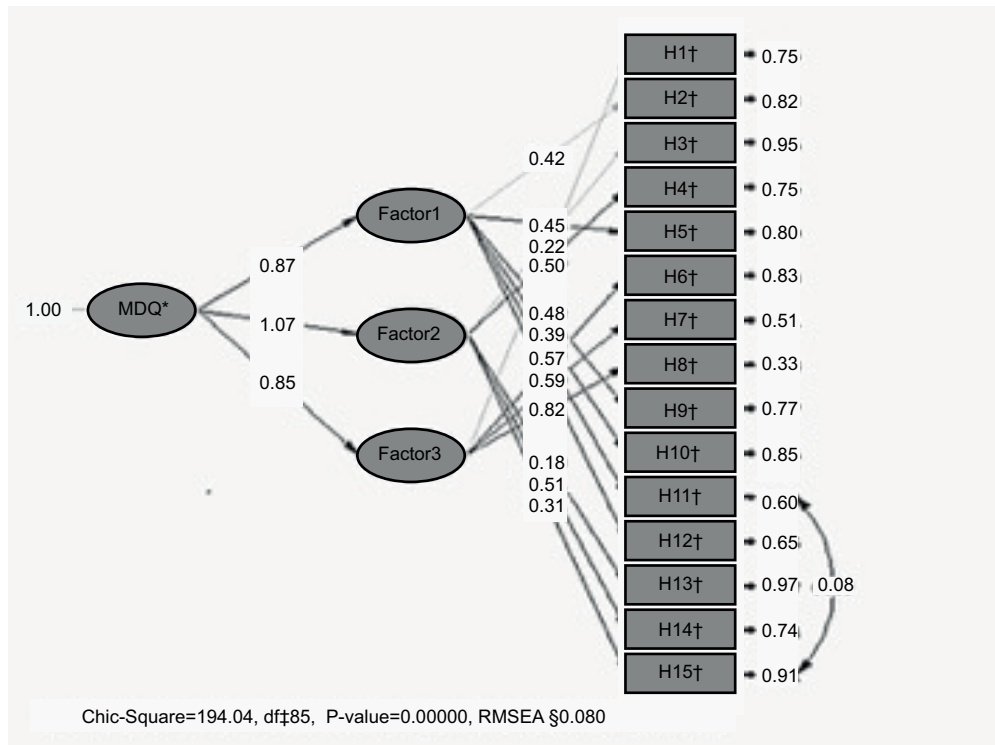 H1† 0.75
H2† 0.82
H3† 0.95
H4† 0.75
H5† 0.80
H6† 0.83
H7† 0.51
H8† 0.33
H9† 0.77
H10† 0.85
H11† 0.60
H12† 0.65
H13† 0.97
H14† 0.74
H15† 0.91
0.08
0.42
0.45
0.22
0.50
0.48
0.39
0.57
0.59
0.82
0.18
0.51
0.31
Factor1
Factor2
Factor3
0.87
1.07
0.85
1.00
MDQ*
Chic-Square=194.04, df‡85, P-value=0.00000, RMSEA §0.080